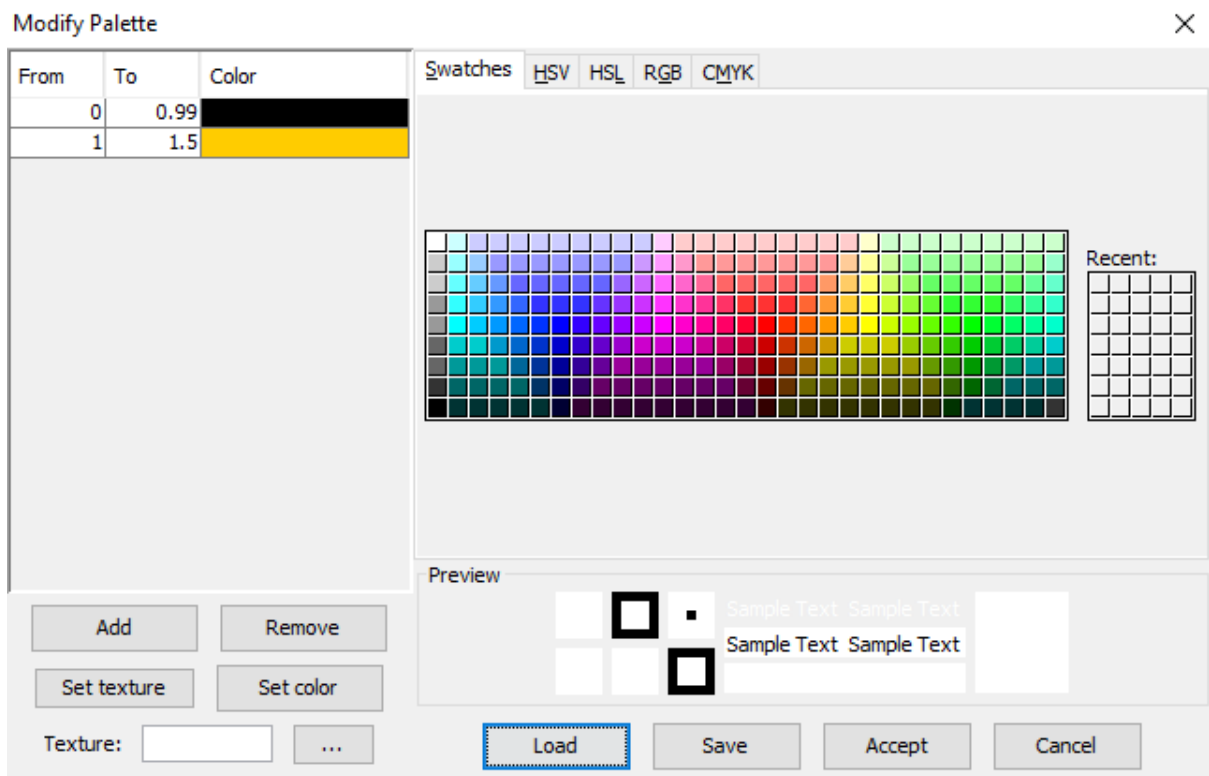 Modify Palette
From To Color
0 0.99
1 1.5
Swatches HSV HSL RGB CMYK
Recent:
Preview
Sample Text Sample Text
Sample Text Sample Text
Add Remove
Set texture Set color
Texture: ...
Load Save Accept Cancel